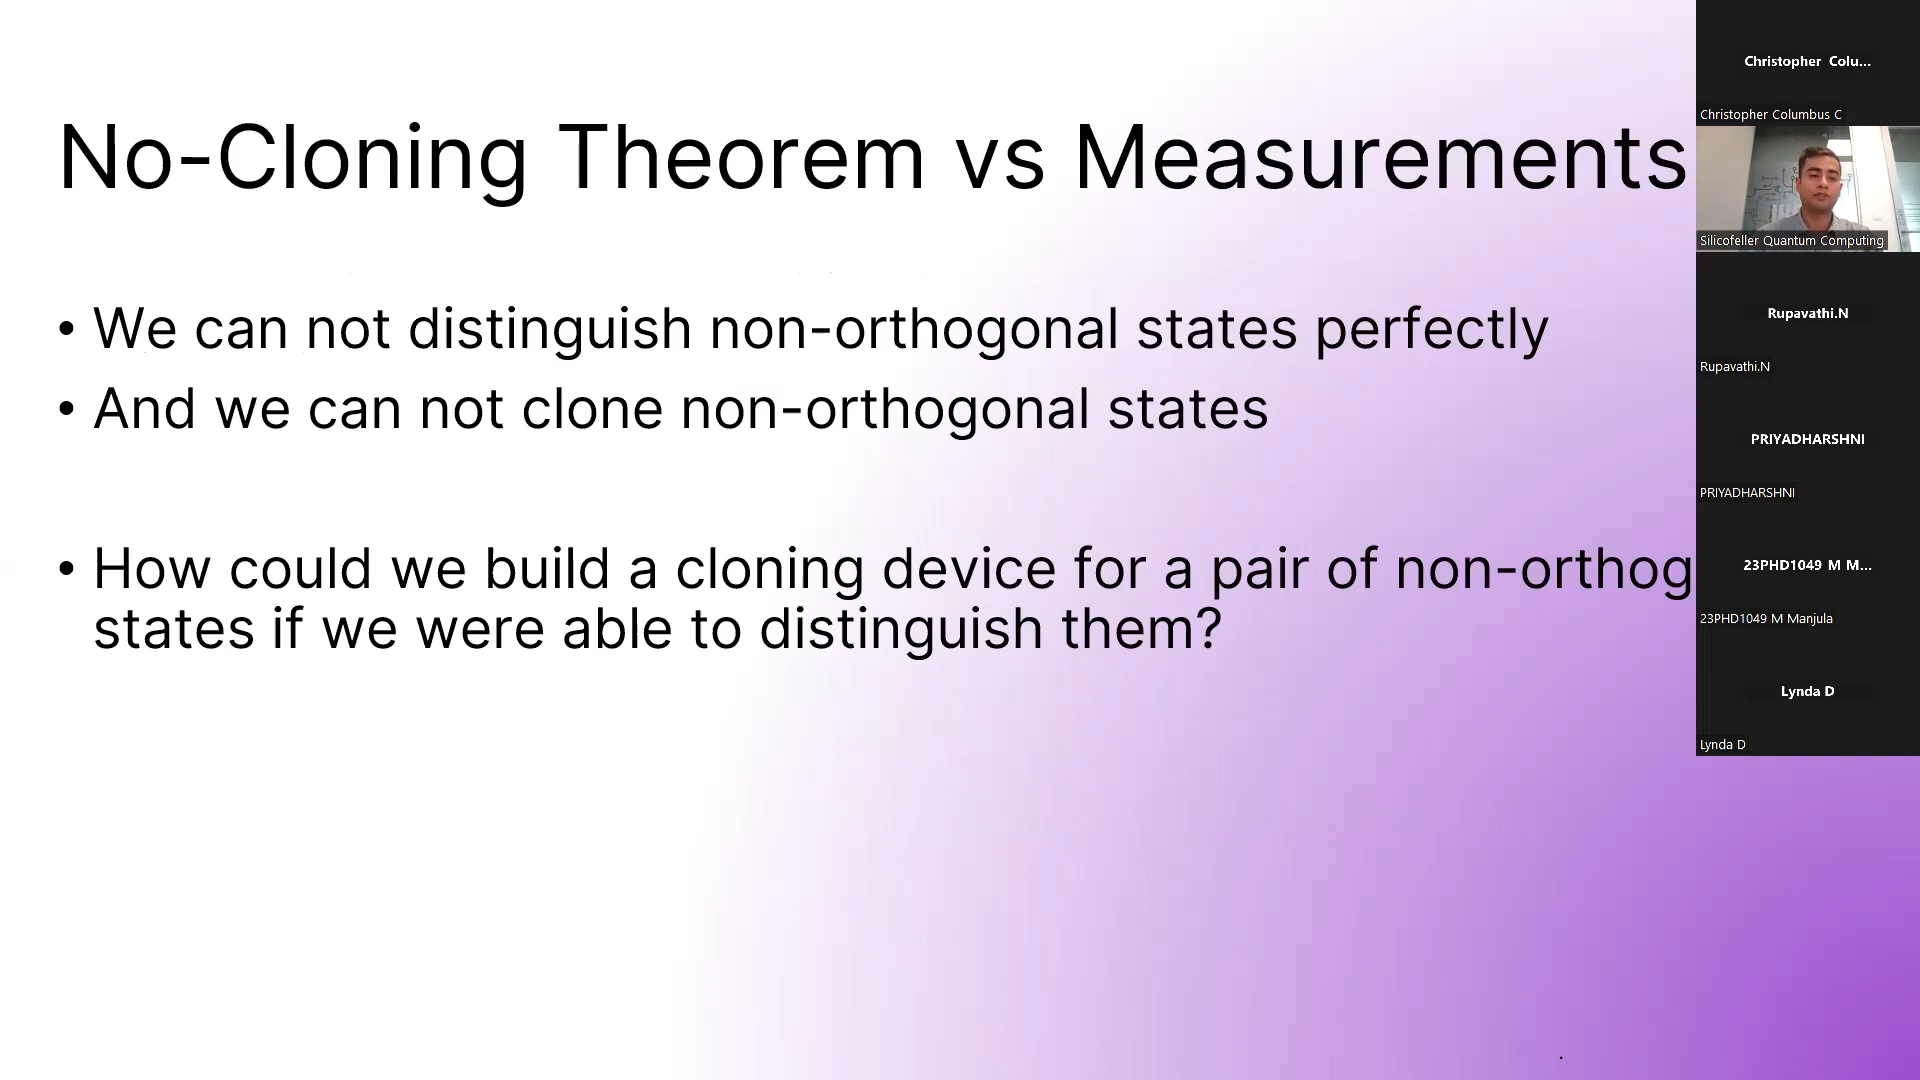 No-Cloning Theorem vs Measurements
• We can not distinguish non-orthogonal states perfectly
• And we can not clone non-orthogonal states
• How could we build a cloning device for a pair of non-orthog
states if we were able to distinguish them?
Christopher Colu...
Christopher Columbus C
Silicofeller Quantum Computing
Rupavathi.N
Rupavathi.N
PRIYADHARSHNI
PRIYADHARSHNI
23PHD1049 M M...
23PHD1049 M Manjula
Lynda D
Lynda D